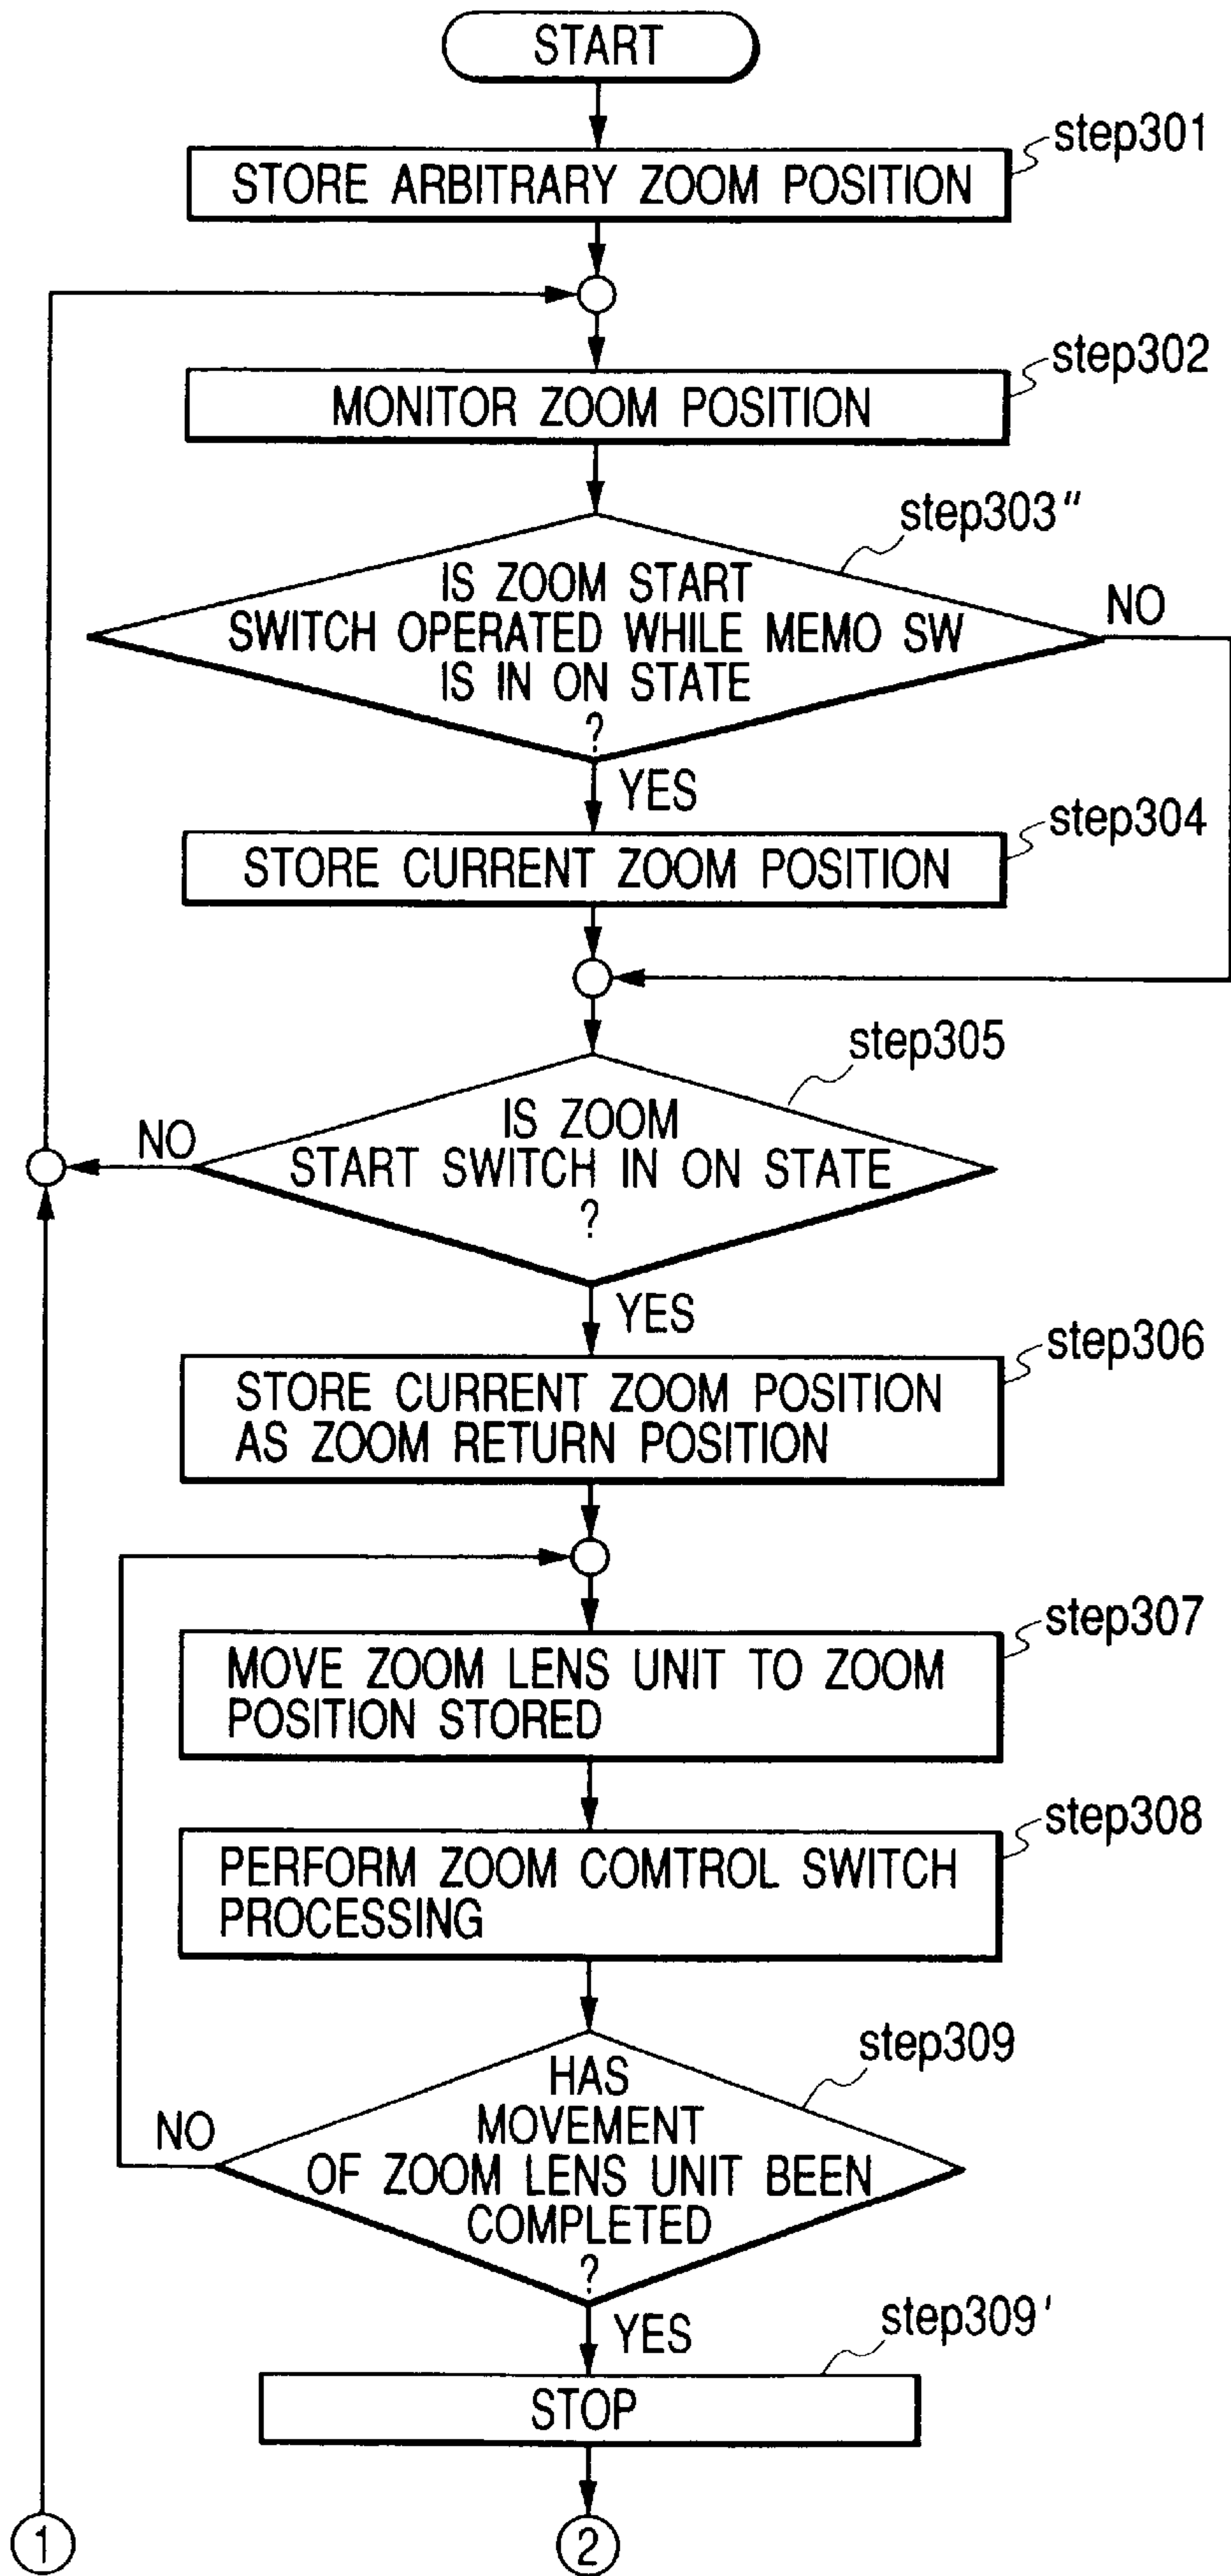 START
step301
STORE ARBITRARY ZOOM POSITION
step302
MONITOR ZOOM POSITION
step303"
IS ZOOM START
SWITCH OPERATED WHILE MEMO SW
IS IN ON STATE
?
NO
YES
step304
STORE CURRENT ZOOM POSITION
step305
IS ZOOM
START SWITCH IN ON STATE
?
NO
YES
step306
STORE CURRENT ZOOM POSITION
AS ZOOM RETURN POSITION
step307
MOVE ZOOM LENS UNIT TO ZOOM
POSITION STORED
step308
PERFORM ZOOM COMTROL SWITCH
PROCESSING
step309
HAS
MOVEMENT
OF ZOOM LENS UNIT BEEN
COMPLETED
?
NO
YES
step309'
STOP
1
2